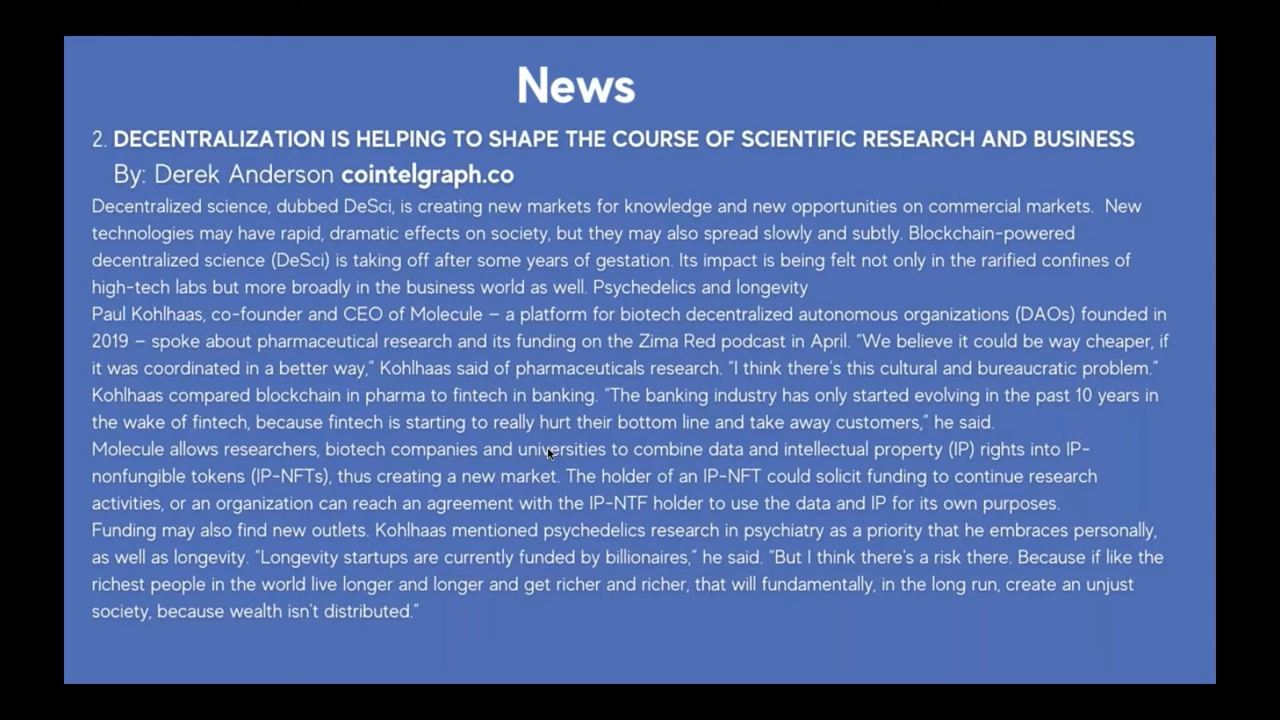 News
2. DECENTRALIZATION IS HELPING TO SHAPE THE COURSE OF SCIENTIFIC RESEARCH AND BUSINESS
By: Derek Anderson cointelgraph.co
Decentralized science, dubbed DeSci, is creating new markets for knowledge and new opportunities on commercial markets.  New
technologies may have rapid, dramatic effects on society, but they may also spread slowly and subtly. Blockchain-powered
decentralized science (DeSci) is taking off after some years of gestation. Its impact is being felt not only in the rarified confines of
high-tech labs but more broadly in the business world as well. Psychedelics and longevity
Paul Kohlhaas, co-founder and CEO of Molecule – a platform for biotech decentralized autonomous organizations (DAOs) founded in
2019 – spoke about pharmaceutical research and its funding on the Zima Red podcast in April. “We believe it could be way cheaper, if
it was coordinated in a better way,” Kohlhaas said of pharmaceuticals research. “I think there’s this cultural and bureaucratic problem.”
Kohlhaas compared blockchain in pharma to fintech in banking. “The banking industry has only started evolving in the past 10 years in
the wake of fintech, because fintech is starting to really hurt their bottom line and take away customers,” he said.
Molecule allows researchers, biotech companies and universities to combine data and intellectual property (IP) rights into IP-
nonfungible tokens (IP-NFTs), thus creating a new market. The holder of an IP-NFT could solicit funding to continue research
activities, or an organization can reach an agreement with the IP-NTF holder to use the data and IP for its own purposes.
Funding may also find new outlets. Kohlhaas mentioned psychedelics research in psychiatry as a priority that he embraces personally,
as well as longevity. “Longevity startups are currently funded by billionaires,” he said. “But I think there’s a risk there. Because if like the
richest people in the world live longer and longer and get richer and richer, that will fundamentally, in the long run, create an unjust
society, because wealth isn’t distributed.”